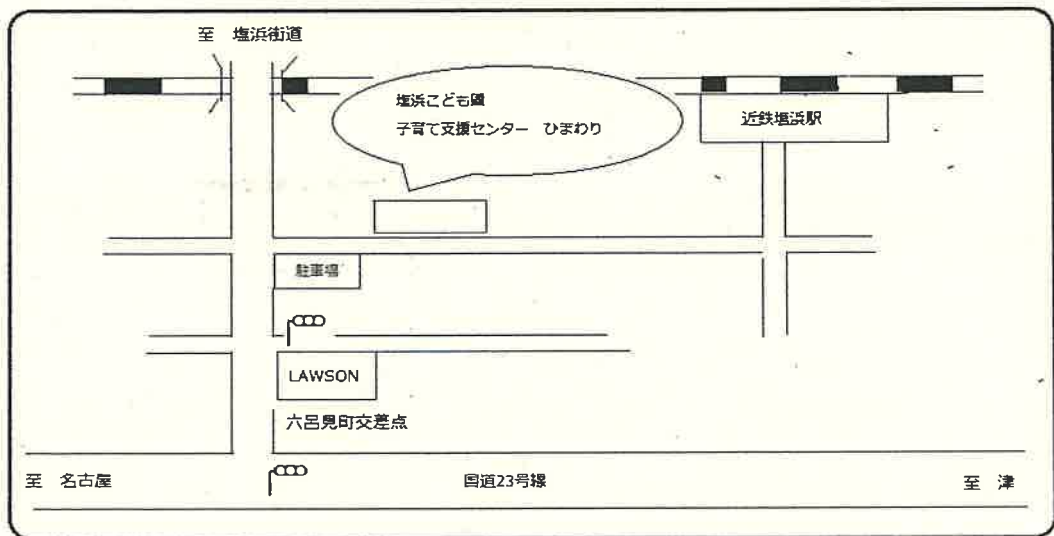 至　塩浜街道
塩浜こども園
子育て支援センター　ひまわり
近鉄塩浜駅
駐車場
LAWSON
六呂見町交差点
至　名古屋
国道23号線
至　津